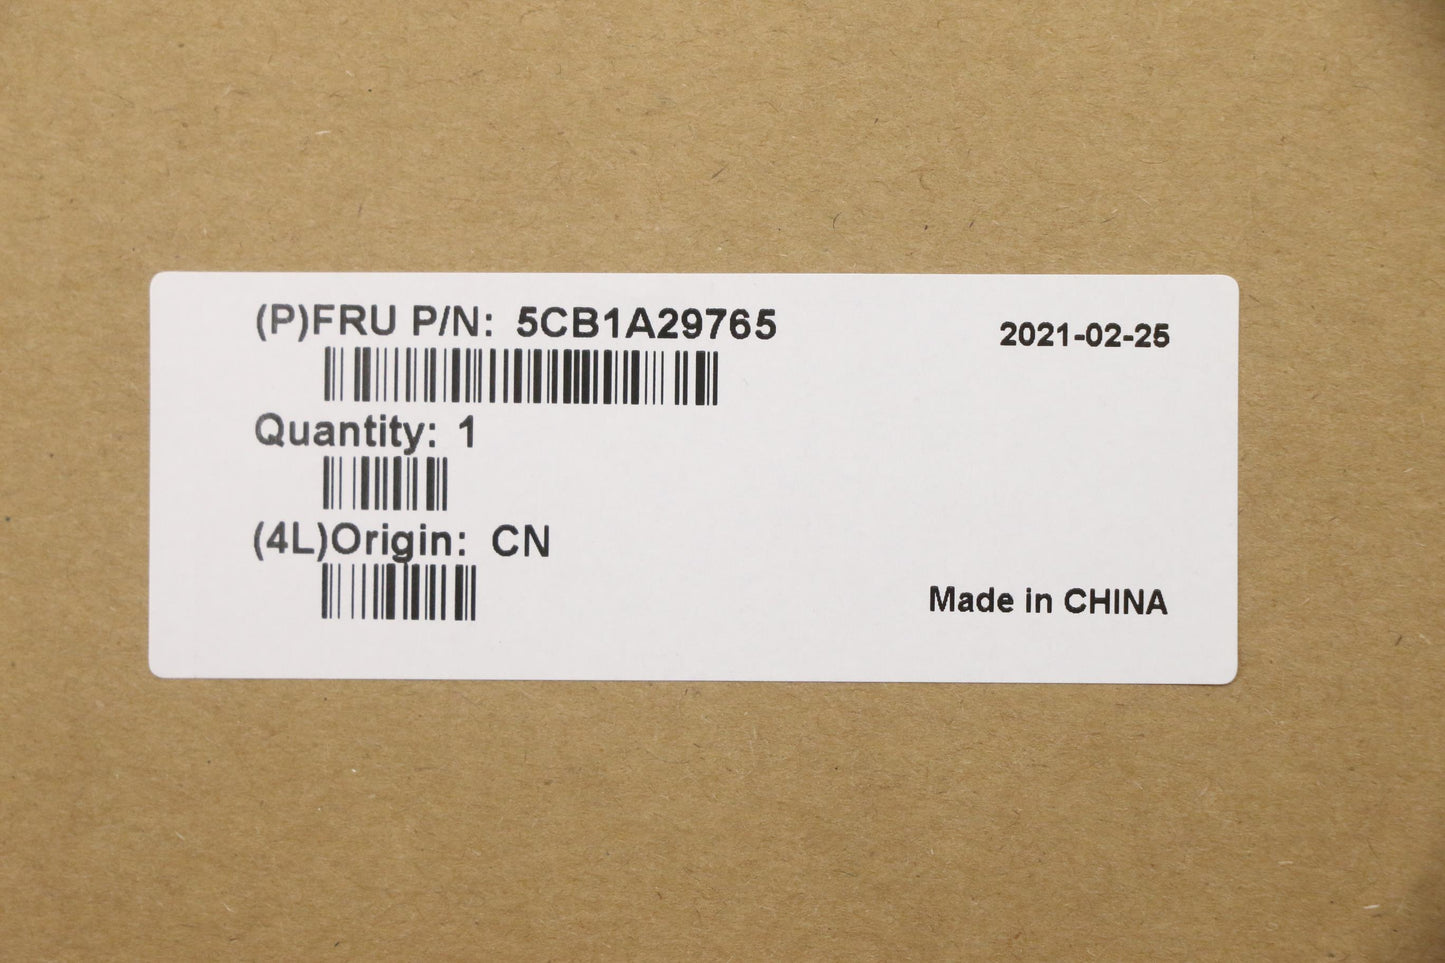 (P)FRU P/N: 5CB1A29765
2021-02-25
Quantity: 1
(4L)Origin: CN
Made in CHINA